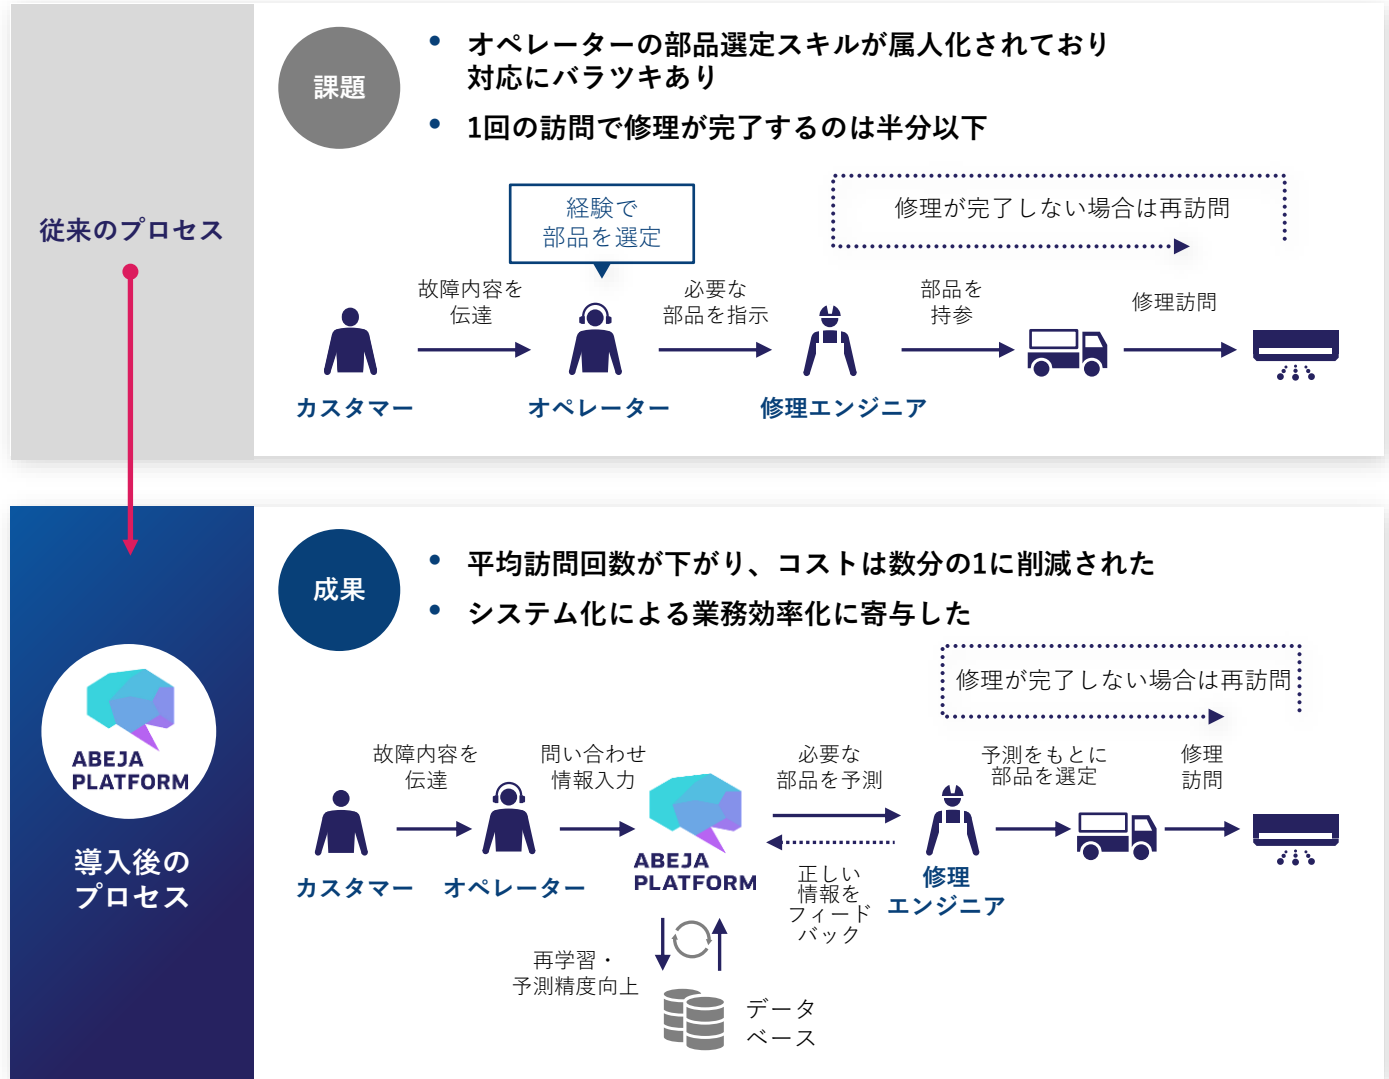 課題
オペレーターの部品選定スキルが属人化されており
対応にバラツキあり
1回の訪問で修理が完了するのは半分以下
従来のプロセス
経験で
部品を選定
修理が完了しない場合は再訪問
故障内容を
伝達
必要な
部品を指示
部品を
持参
修理訪問
カスタマー
オペレーター
修理エンジニア
成果
平均訪問回数が下がり、コストは数分の1に削減された
システム化による業務効率化に寄与した
ABEJA
PLATFORM
導入後の
プロセス
修理が完了しない場合は再訪問
故障内容を
伝達
問い合わせ
情報入力
必要な
部品を予測
予測をもとに
部品を選定
修理
訪問
カスタマー
オペレーター
ABEJA
PLATFORM
正しい
情報を
フィード
バック
修理
エンジニア
再学習・
予測精度向上
データ
ベース